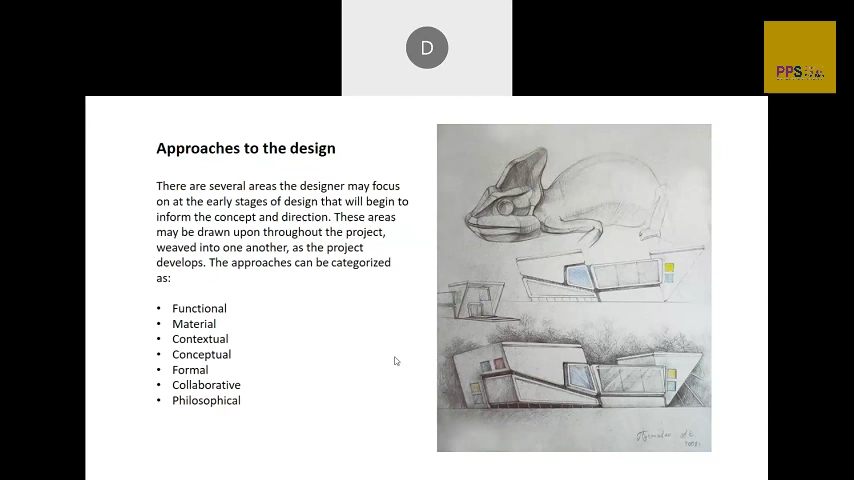 D
PPS
Approaches to the design
There are several areas the designer may focus
on at the early stages of design that will begin to
inform the concept and direction. These areas
may be drawn upon throughout the project,
weaved into one another, as the project
develops. The approaches can be categorized
as:
• Functional
• Material
• Contextual
• Conceptual
• Formal
• Collaborative
• Philosophical